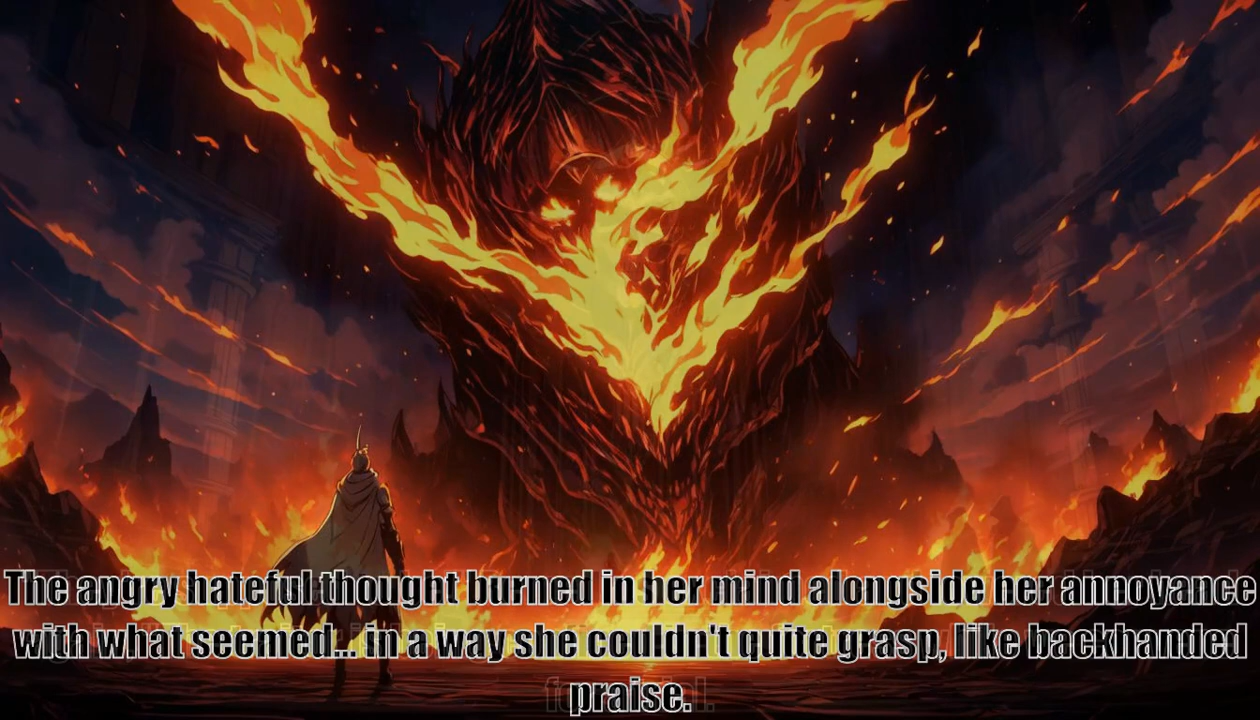 The angry hateful thought burned in her mind alongside her annoyance
with what seemed... in a way she couldn't quite grasp, like backhanded
praise.